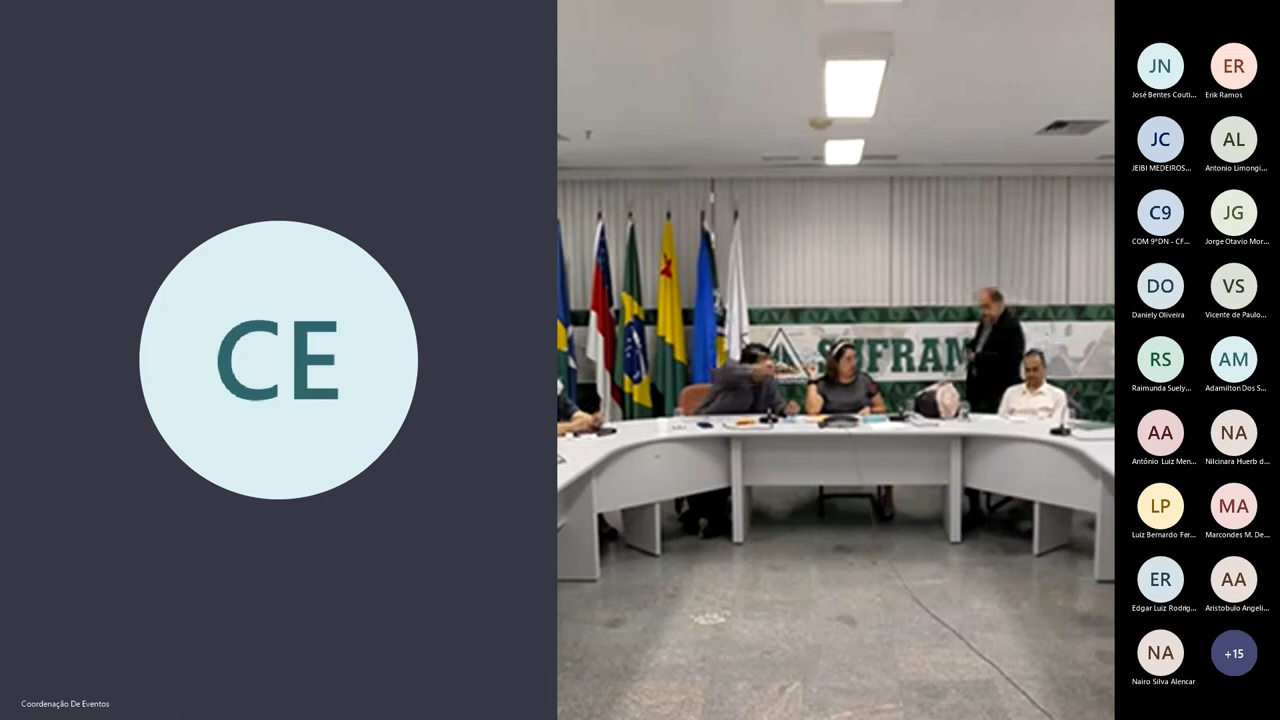 CE
Coordenação De Eventos
SUFRAM
JN
José Bentes Couti...
ER
Erik Ramos
JC
JEIBI MEDEIROS...
AL
Antonio Limongi...
C9
COM 9ºDN - CF...
JG
Jorge Otavio Mor...
DO
Daniely Oliveira
VS
Vicente de Paulo...
RS
Raimunda Suely...
AM
Adamilton Dos S...
AA
Antônio Luiz Men...
NA
Nilcinara Huerb d...
LP
Luiz Bernardo Fer...
MA
Marcondes M. De...
ER
Edgar Luiz Rodrig...
AA
Aristobulo Angeli...
NA
Nairo Silva Alencar
+15